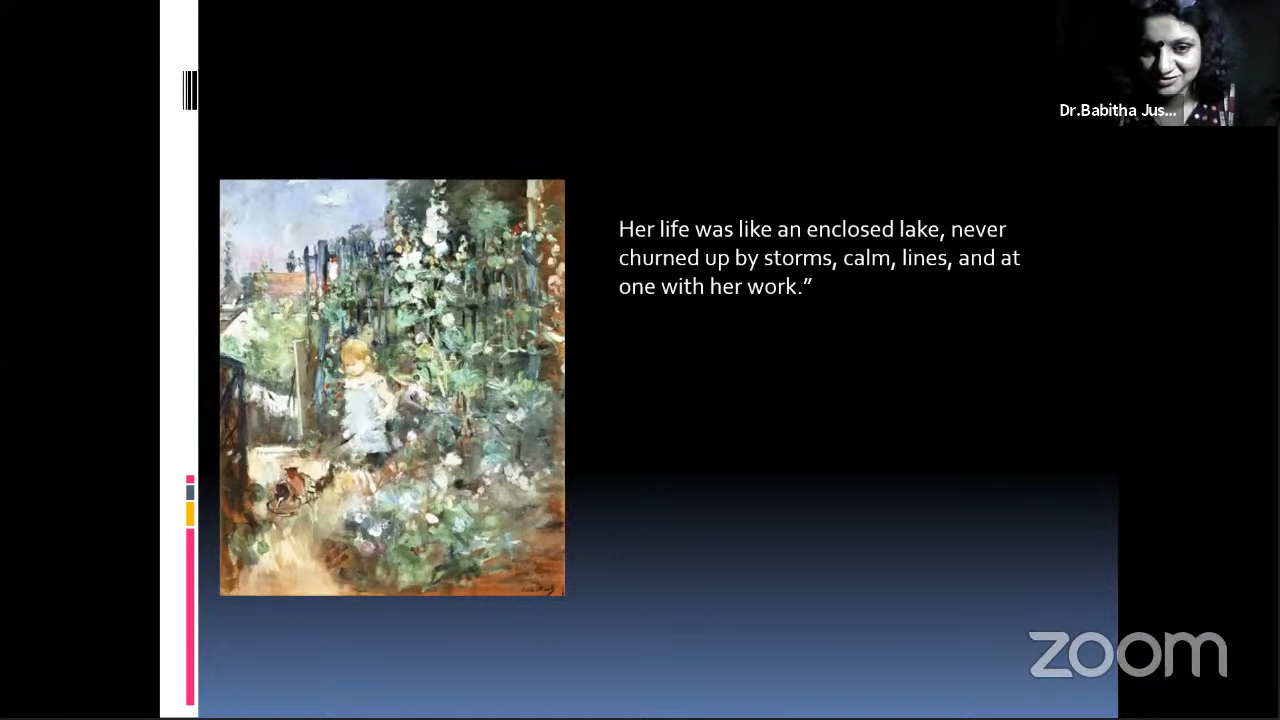 Dr.Babitha Jus...
Her life was like an enclosed lake, never
churned up by storms, calm, lines, and at
one with her work.”
zoom